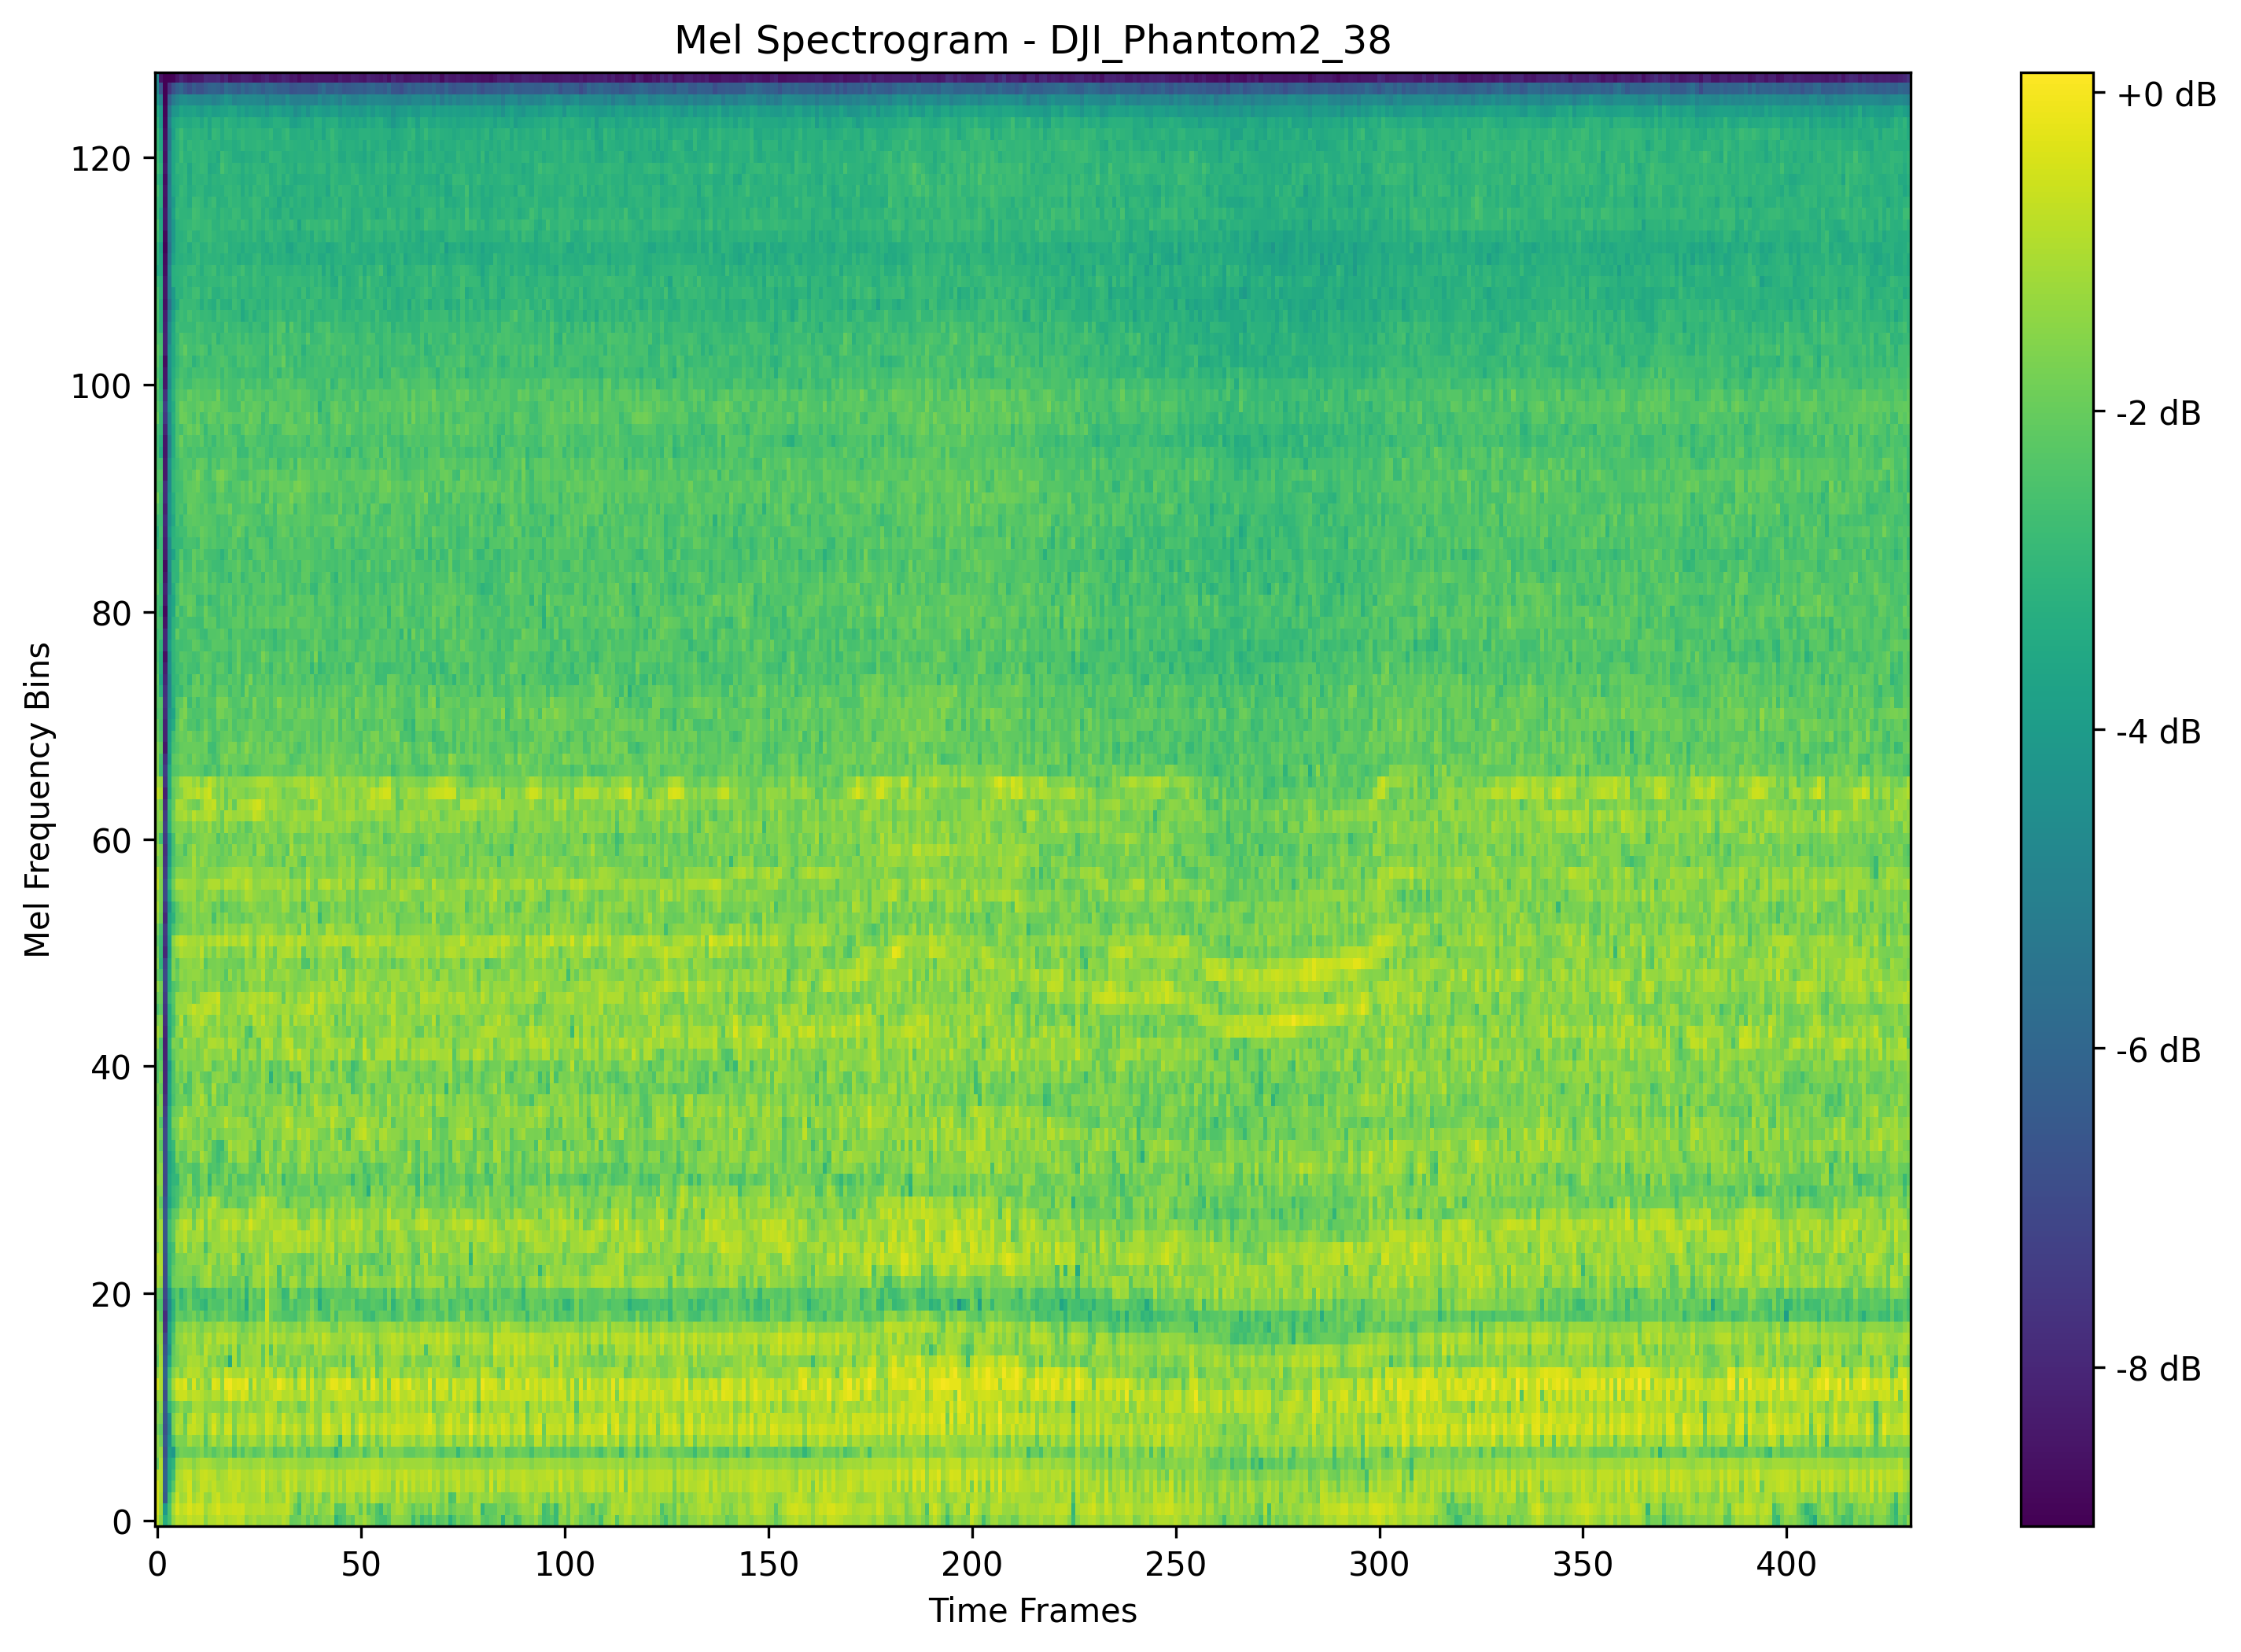 Mel Spectrogram - DJI_Phantom2_38
Mel Frequency Bins
120
100
80
60
40
20
0
0 50 100 150 200 250 300 350 400
Time Frames
+0 dB
-2 dB
-4 dB
-6 dB
-8 dB